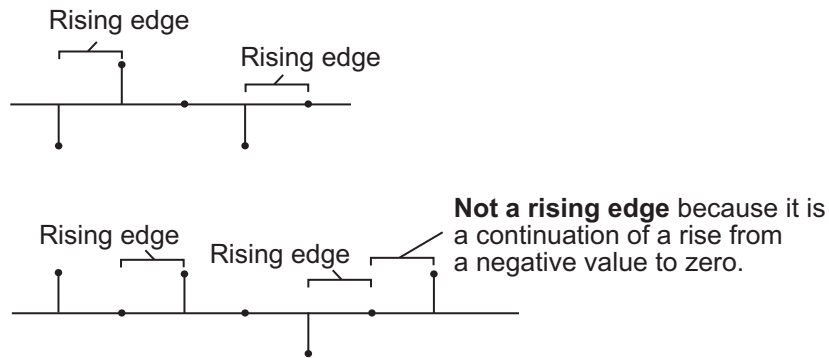 Rising edge
Rising edge
Not a rising edge because it is
a continuation of a rise from
a negative value to zero.
Rising edge
Rising edge